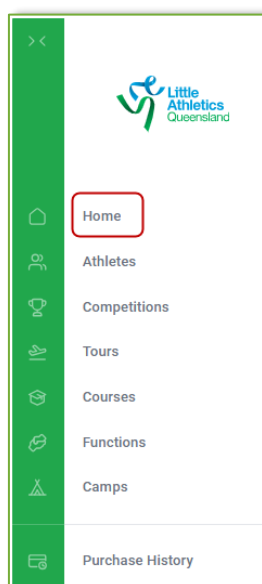 Little
Athletics
Queensland
Home
Athletes
Competitions
Tours
Courses
Functions
Camps
Purchase History